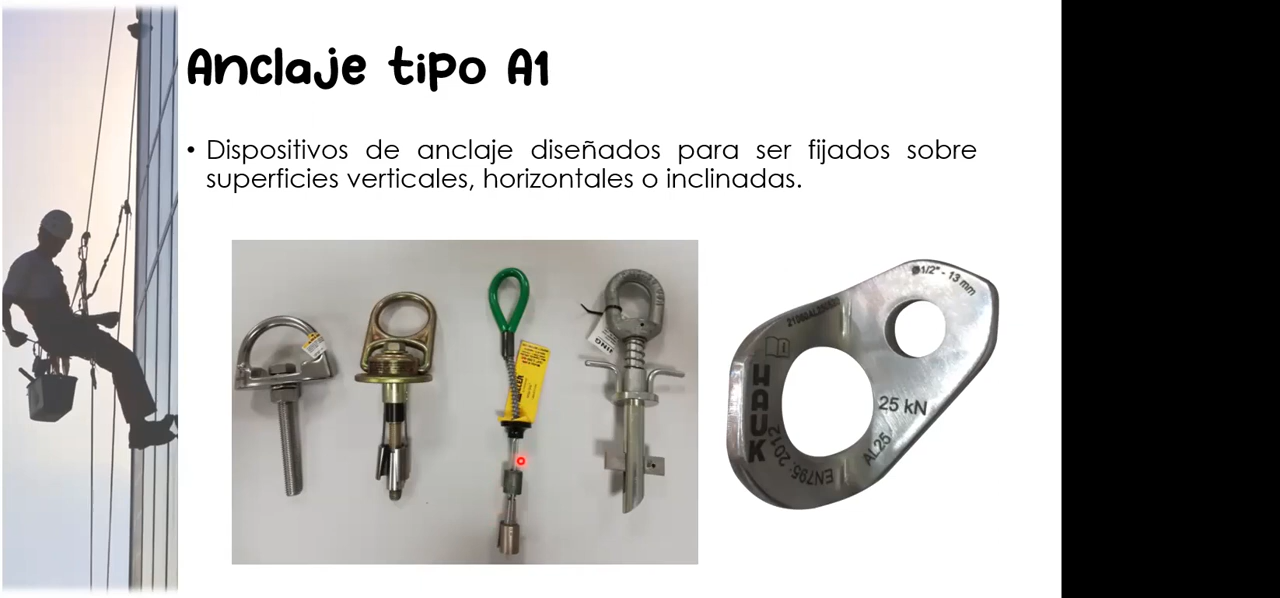 Anclaje tipo A1
• Dispositivos de anclaje diseñados para ser fijados sobre
superficies verticales, horizontales o inclinadas.
Ø1/2" - 13 mm
HAUK
25 kN
AL25
EN795:2012